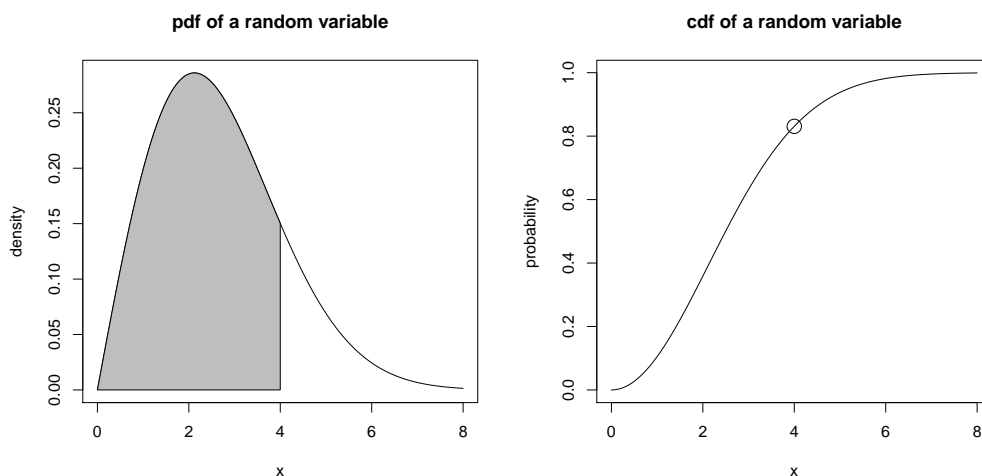 pdf of a random variable
density
0.00 0.05 0.10 0.15 0.20 0.25
0 2 4 6 8
x
cdf of a random variable
probability
0.0 0.2 0.4 0.6 0.8 1.0
0 2 4 6 8
x